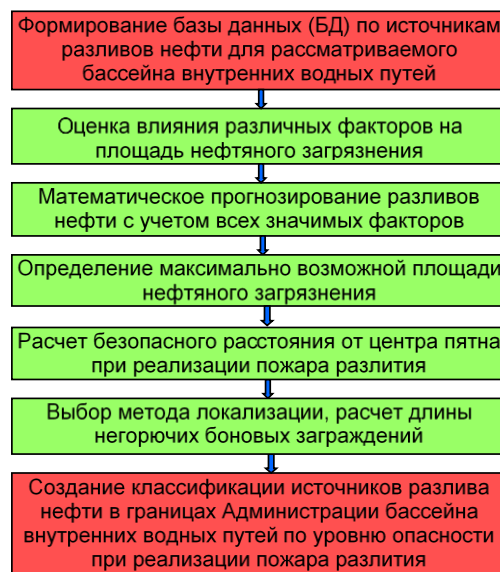 Формирование базы данных (БД) по источникам
разливов нефти для рассматриваемого
бассейна внутренних водных путей
Оценка влияния различных факторов на
площадь нефтяного загрязнения
Математическое прогнозирование разливов
нефти с учетом всех значимых факторов
Определение максимально возможной площади
нефтяного загрязнения
Расчет безопасного расстояния от центра пятна
при реализации пожара разлития
Выбор метода локализации, расчет длины
негорючих боновых заграждений
Создание классификации источников разлива
нефти в границах Администрации бассейна
внутренних водных путей по уровню опасности
при реализации пожара разлития